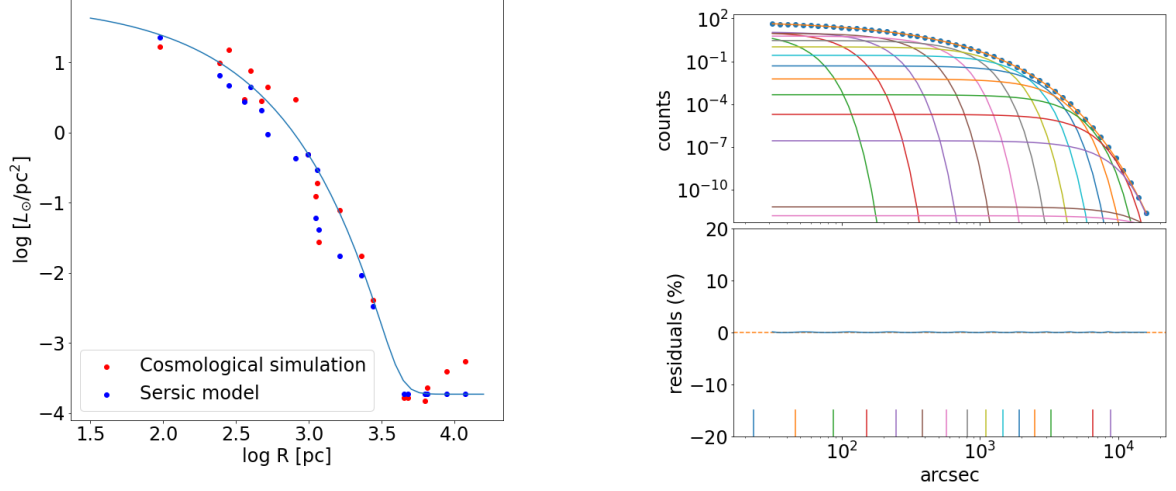 log [L⊙/pc²]
1
0
−1
−2
−3
−4
Cosmological simulation
Sersic model
1.5 2.0 2.5 3.0 3.5 4.0
log R [pc]
counts
10²
10⁻¹
10⁻⁴
10⁻⁷
10⁻¹⁰
residuals (%)
20
10
0
−10
−20
10² 10³ 10⁴
arcsec